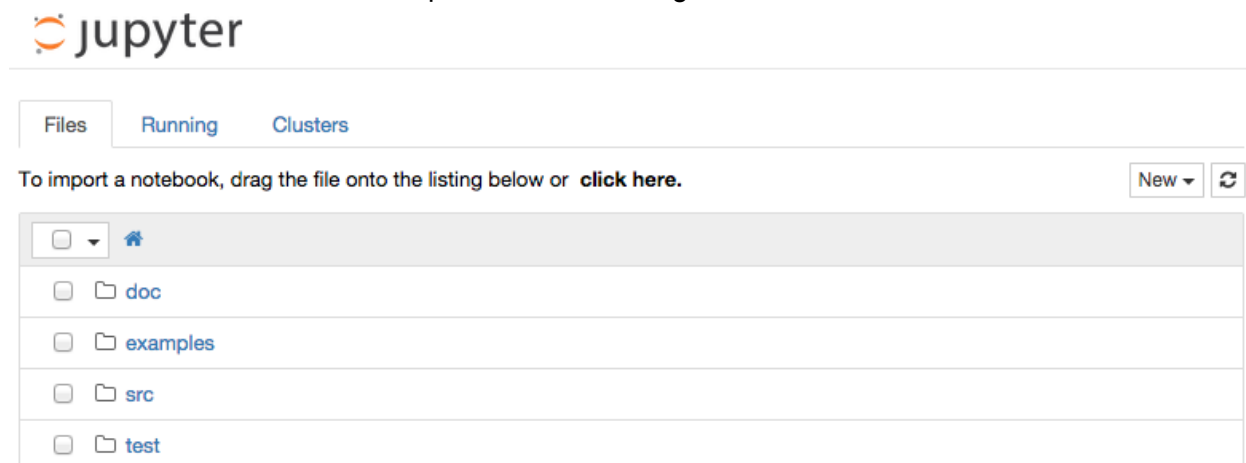 jupyter
Files Running Clusters
To import a notebook, drag the file onto the listing below or click here. New
doc
examples
src
test